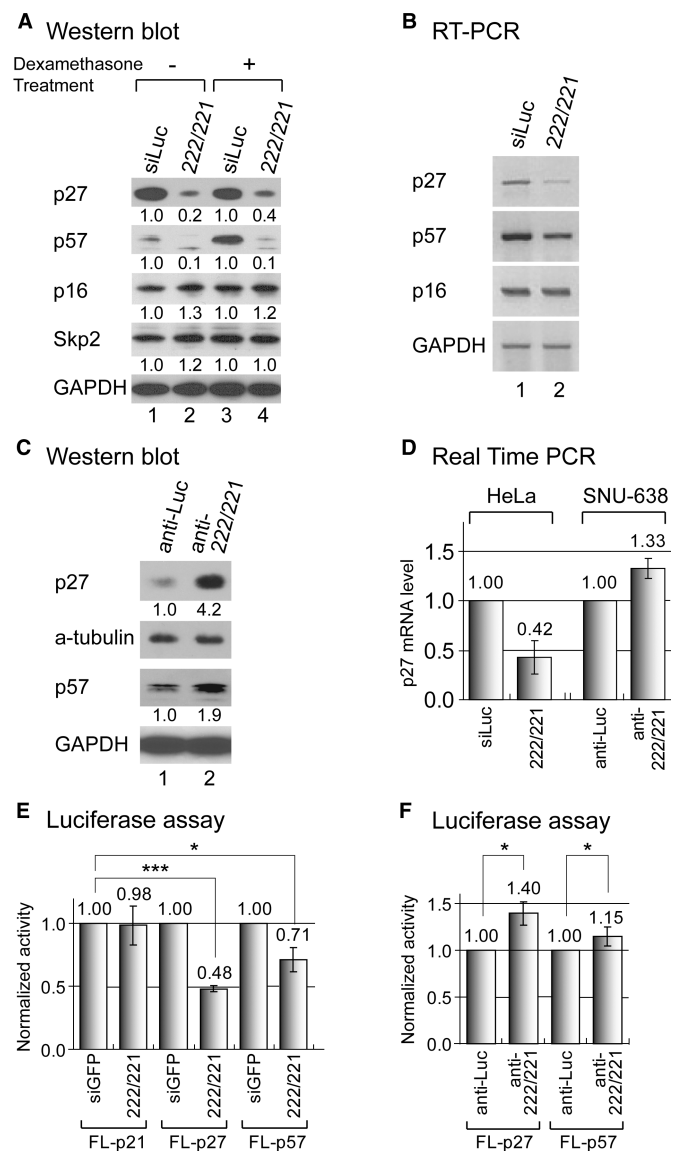 A Western blot
Dexamethasone - +
Treatment
siLuc 222/221 siLuc 222/221
p27
1.0 0.2 1.0 0.4
p57
1.0 0.1 1.0 0.1
p16
1.0 1.3 1.0 1.2
Skp2
1.0 1.2 1.0 1.0
GAPDH
1 2 3 4
B RT-PCR
siLuc 222/221
p27
p57
p16
GAPDH
1 2
C Western blot
anti-Luc anti-222/221
p27
1.0 4.2
a-tubulin
p57
1.0 1.9
GAPDH
1 2
D Real Time PCR
HeLa SNU-638
p27 mRNA level
1.5
1.0
0.5
0.0
1.00 0.42 1.00 1.33
siLuc 222/221 anti-Luc anti-222/221
E Luciferase assay
*
***
Normalized activity
1.0
0.5
0.0
1.00 0.98 1.00 0.48 1.00 0.71
siGFP 222/221 siGFP 222/221 siGFP 222/221
FL-p21 FL-p27 FL-p57
F Luciferase assay
* *
Normalized activity
1.5
1.0
0.5
0.0
1.00 1.40 1.00 1.15
anti-Luc anti-222/221 anti-Luc anti-222/221
FL-p27 FL-p57